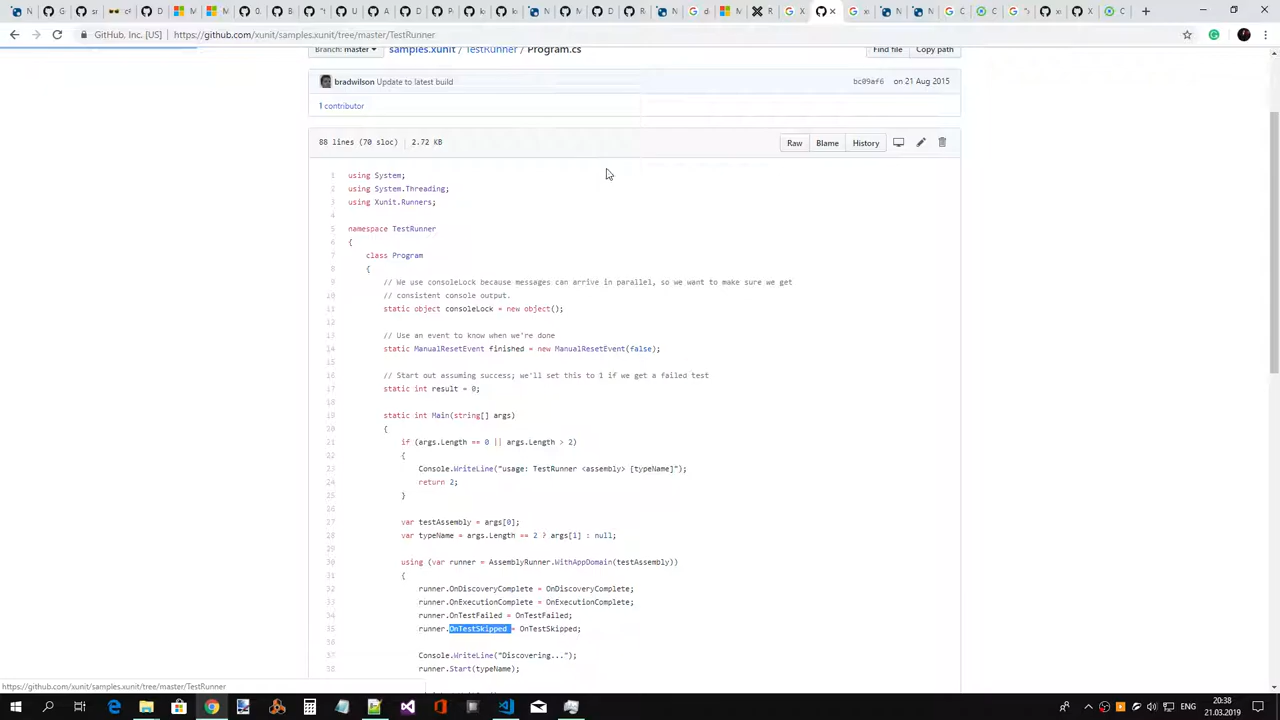 N
G
cf
C
B
A
D
P
k
k
N
M
D
R
N
d
M
R
X
x
N
N
C
C
"
x
X
C
GitHub, Inc. [US] | https://github.com/xunit/samples.xunit/tree/master/TestRunner
Branch: master
samples.xunit / TestRunner / Program.cs
Find file
Copy path
bradwilson Update to latest build
bc09af6 on 21 Aug 2015
1 contributor
88 lines (70 sloc) | 2.72 KB
Raw
Blame
History
1 using System;
2 using System.Threading;
3 using Xunit.Runners;
4
5 namespace TestRunner
6 {
7 class Program
8 {
9 // We use consoleLock because messages can arrive in parallel, so we want to make sure we get
10 // consistent console output.
11 static object consoleLock = new object();
12
13 // Use an event to know when we're done
14 static ManualResetEvent finished = new ManualResetEvent(false);
15
16 // Start out assuming success; we'll set this to 1 if we get a failed test
17 static int result = 0;
18
19 static int Main(string[] args)
20 {
21 if (args.Length == 0 || args.Length > 2)
22 {
23 Console.WriteLine("usage: TestRunner <assembly> [typeName]");
24 return 2;
25 }
26
27 var testAssembly = args[0];
28 var typeName = args.Length == 2 ? args[1] : null;
29
30 using (var runner = AssemblyRunner.WithAppDomain(testAssembly))
31 {
32 runner.OnDiscoveryComplete = OnDiscoveryComplete;
33 runner.OnExecutionComplete = OnExecutionComplete;
34 runner.OnTestFailed = OnTestFailed;
35 runner.OnTestSkipped = OnTestSkipped;
36
37 Console.WriteLine("Discovering...");
38 runner.Start(typeName);
https://github.com/xunit/samples.xunit/tree/master/TestRunner
ENG
20:38
21.03.2019